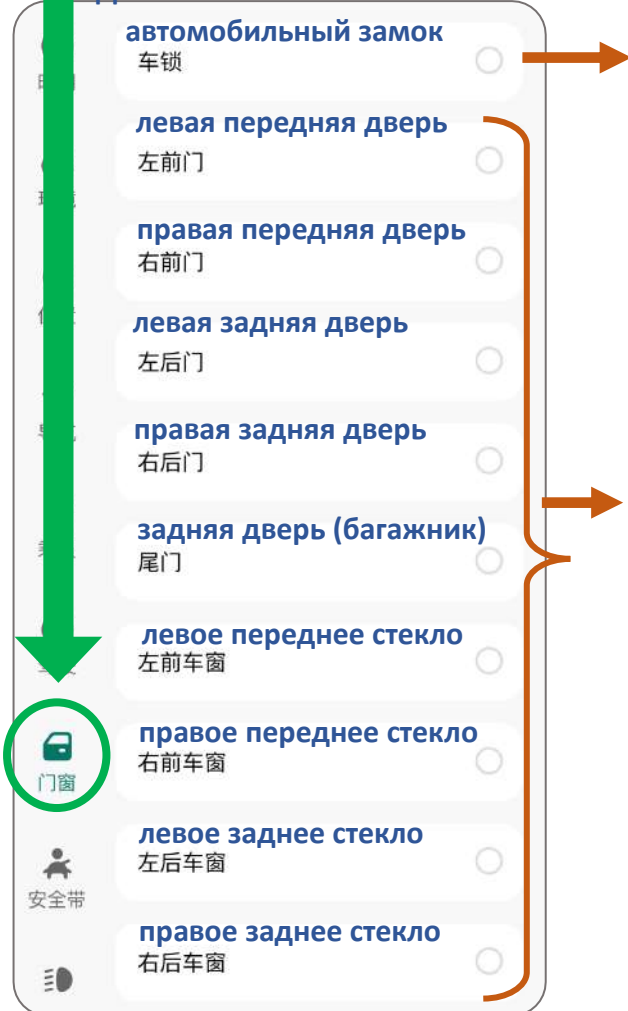 автомобильный замок
车锁
левая передняя дверь
左前门
правая передняя дверь
右前门
левая задняя дверь
左后门
правая задняя дверь
右后门
задняя дверь (багажник)
尾门
левое переднее стекло
左前车窗
правое переднее стекло
右前车窗
门窗
левое заднее стекло
左后车窗
安全带
правое заднее стекло
右后车窗